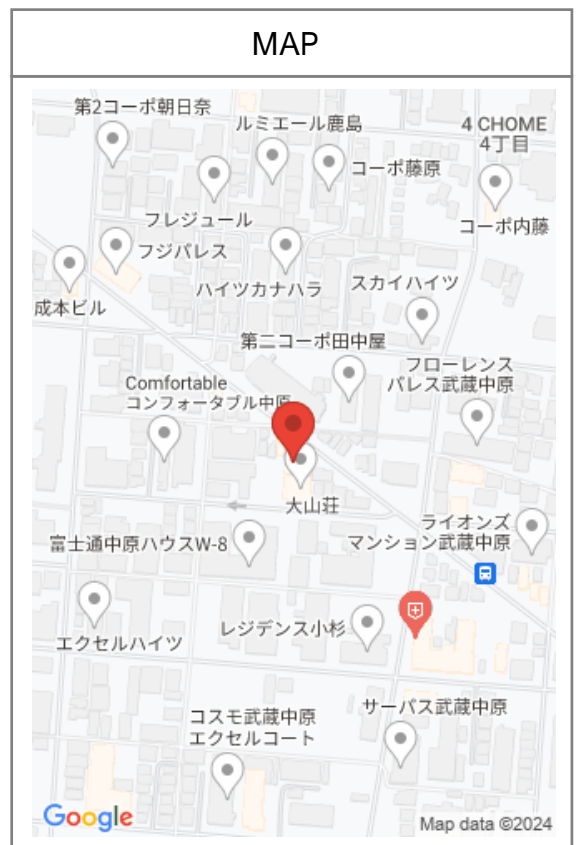 MAP
第2コーポ朝日奈
ルミエール鹿島
4 CHOME
4丁目
コーポ藤原
フレジュール
コーポ内藤
フジパレス
ハイツカナハラ
スカイハイツ
成本ビル
第二コーポ田中屋
フローレンス
パレス武蔵中原
Comfortable
コンフォータブル中原
大山荘
ライオンズ
マンション武蔵中原
富士通中原ハウスW-8
レジデンス小杉
エクセルハイツ
サーパス武蔵中原
コスモ武蔵中原
エクセルコート
Google
Map data ©2024